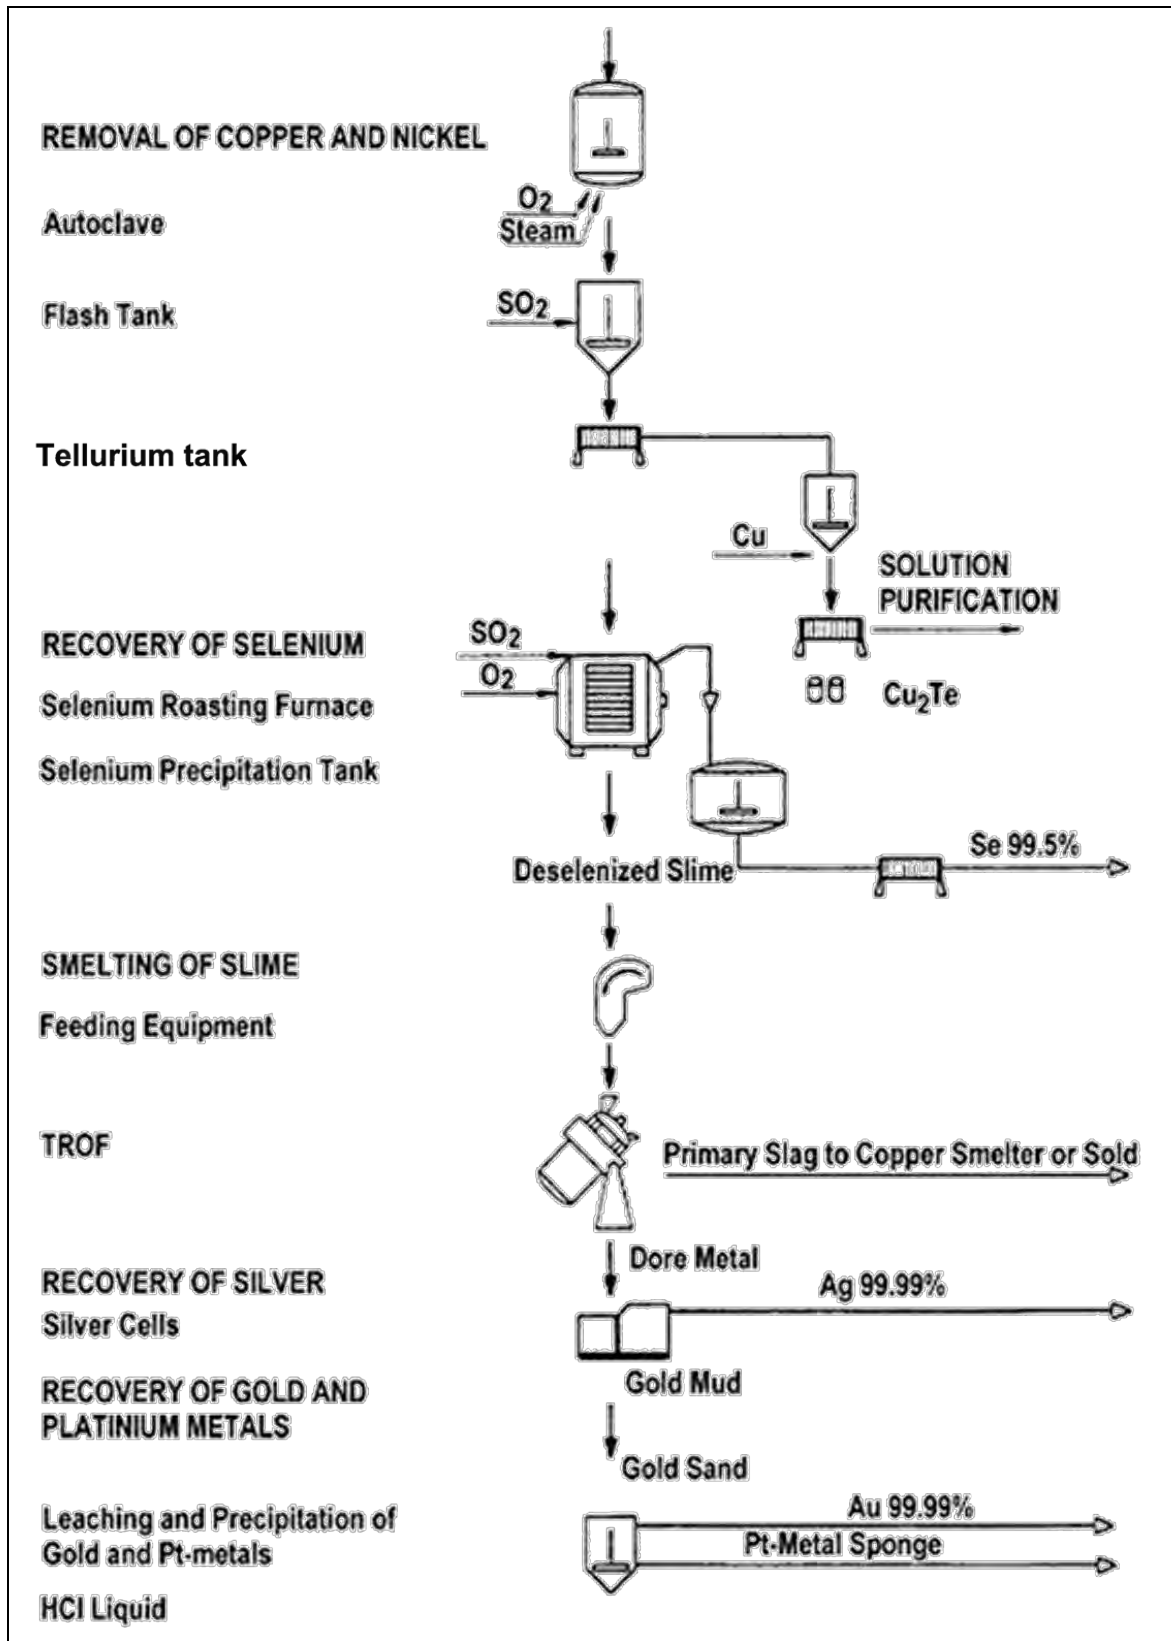 REMOVAL OF COPPER AND NICKEL
O2
Autoclave
Steam
SO2
Flash Tank
Tellurium tank
Cu
SOLUTION
PURIFICATION
SO2
RECOVERY OF SELENIUM
O2
Selenium Roasting Furnace
Cu2Te
Selenium Precipitation Tank
Se 99.5%
Deselenized Slime
SMELTING OF SLIME
Feeding Equipment
TROF
Primary Slag to Copper Smelter or Sold
Dore Metal
RECOVERY OF SILVER
Ag 99.99%
Silver Cells
Gold Mud
RECOVERY OF GOLD AND
PLATINIUM METALS
Gold Sand
Au 99.99%
Leaching and Precipitation of
Gold and Pt-metals
Pt-Metal Sponge
HCl Liquid